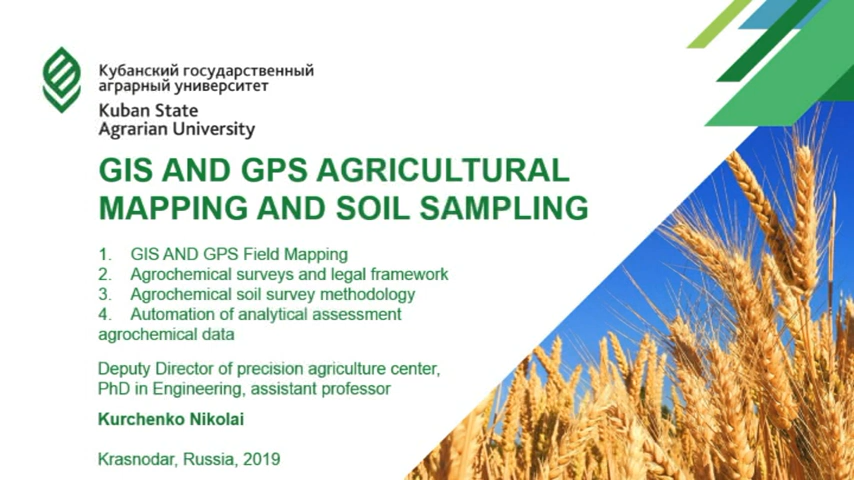 Кубанский государственный
аграрный университет
Kuban State
Agrarian University
GIS AND GPS AGRICULTURAL
MAPPING AND SOIL SAMPLING
1. GIS AND GPS Field Mapping
2. Agrochemical surveys and legal framework
3. Agrochemical soil survey methodology
4. Automation of analytical assessment
agrochemical data
Deputy Director of precision agriculture center,
PhD in Engineering, assistant professor
Kurchenko Nikolai
Krasnodar, Russia, 2019